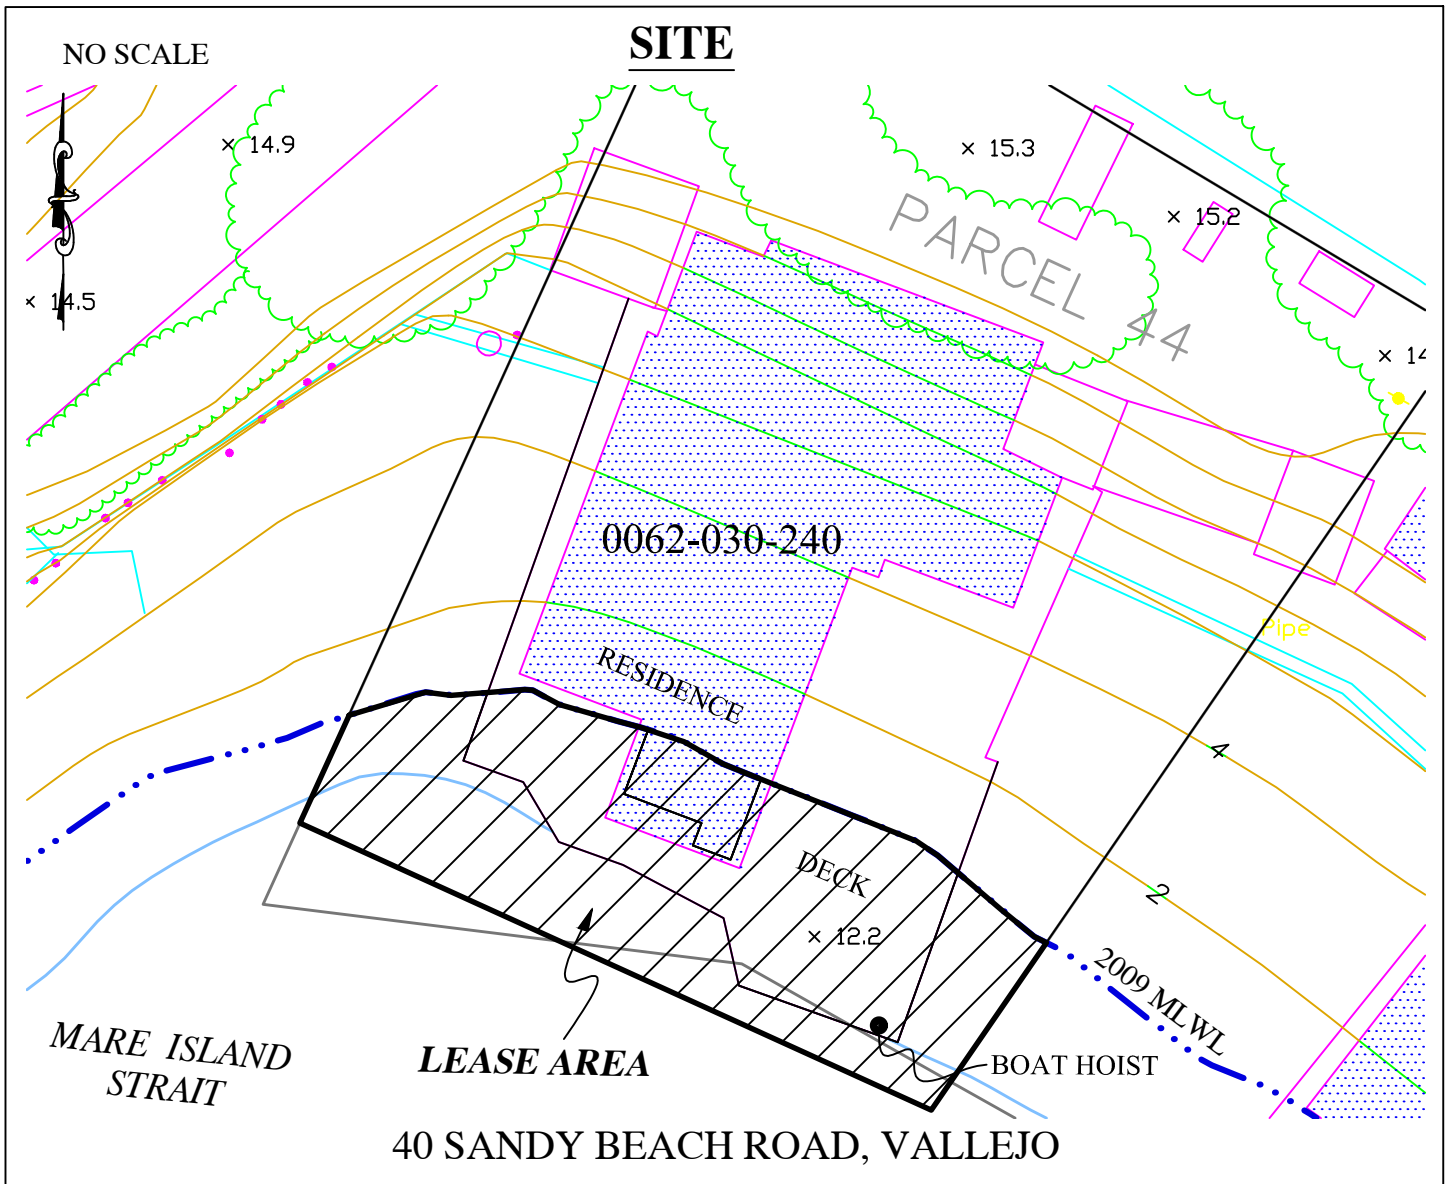 SITE
NO SCALE
× 14.9
× 15.3
PARCEL 44
× 15.2
× 14.5
× 14
0062-030-240
Pipe
RESIDENCE
4
DECK
2
× 12.2
2009 MLWL
MARE ISLAND
STRAIT
LEASE AREA
BOAT HOIST
40 SANDY BEACH ROAD, VALLEJO